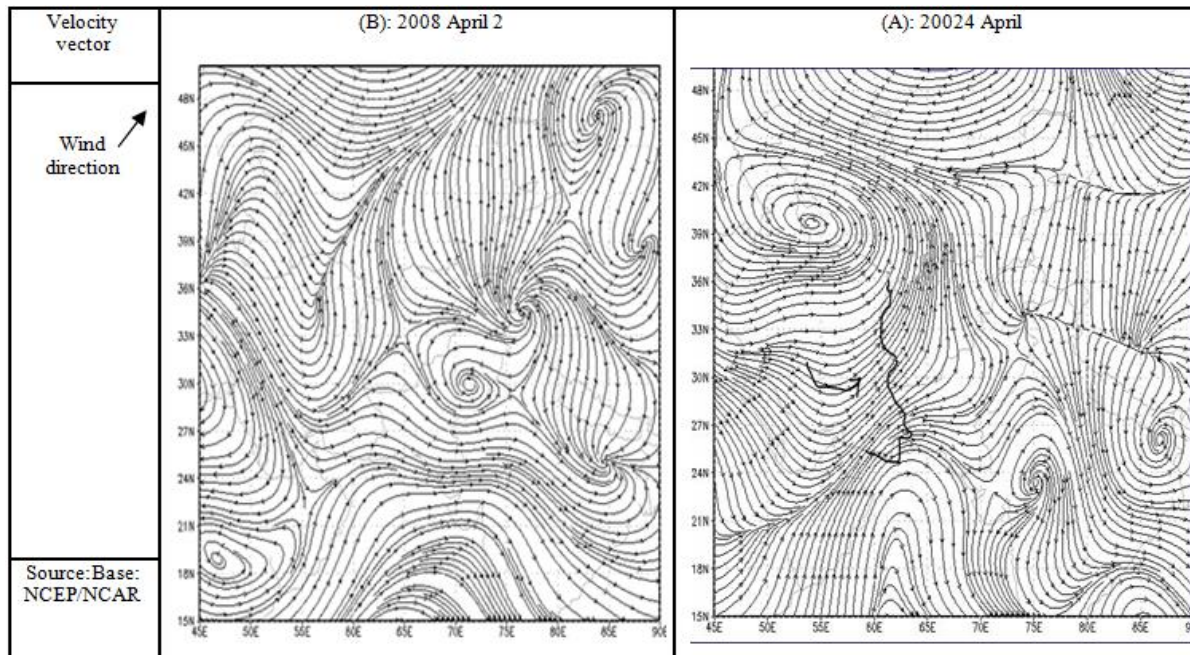 Velocity
vector
(B): 2008 April 2
(A): 20024 April
Wind
direction
Source:Base:
NCEP/NCAR
48N
45N
42N
39N
36N
33N
30N
27N
24N
21N
18N
15N
45E
50E
55E
60E
65E
70E
75E
80E
85E
90E
48N
45N
42N
39N
36N
33N
30N
27N
24N
21N
18N
15N
45E
50E
55E
60E
65E
70E
75E
80E
85E